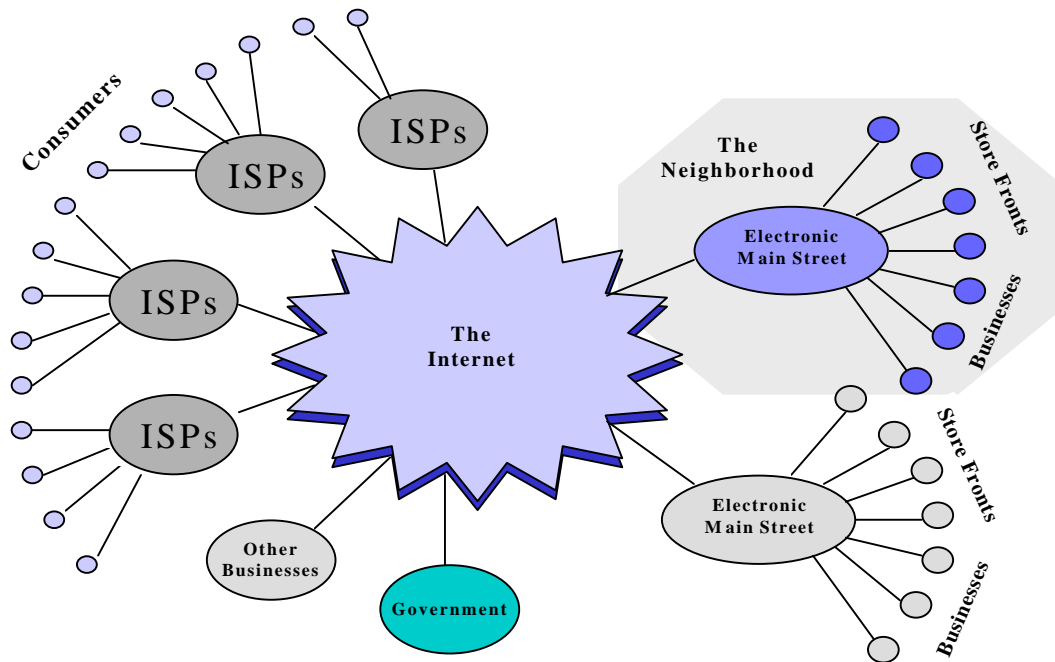 Consumers
ISPs
ISPs
ISPs
ISPs
The
Internet
Other
Businesses
Government
The
Neighborhood
Electronic
Main Street
Store Fronts
Businesses
Electronic
Main Street
Store Fronts
Businesses